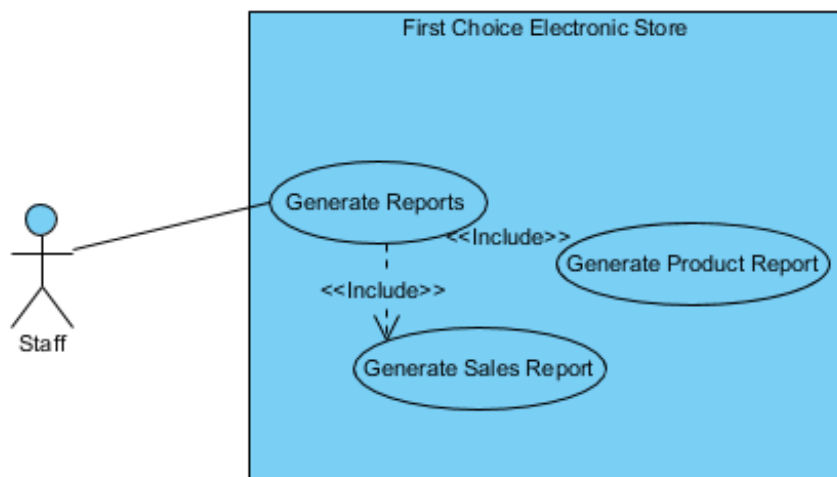 First Choice Electronic Store
Generate Reports
<<Include>>
Generate Product Report
<<Include>>
Staff
Generate Sales Report